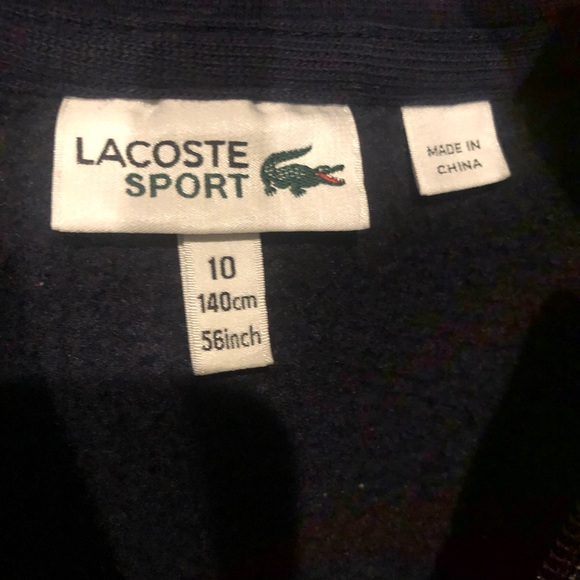 LACOSTE
SPORT
MADE IN
CHINA
10
140cm
56inch